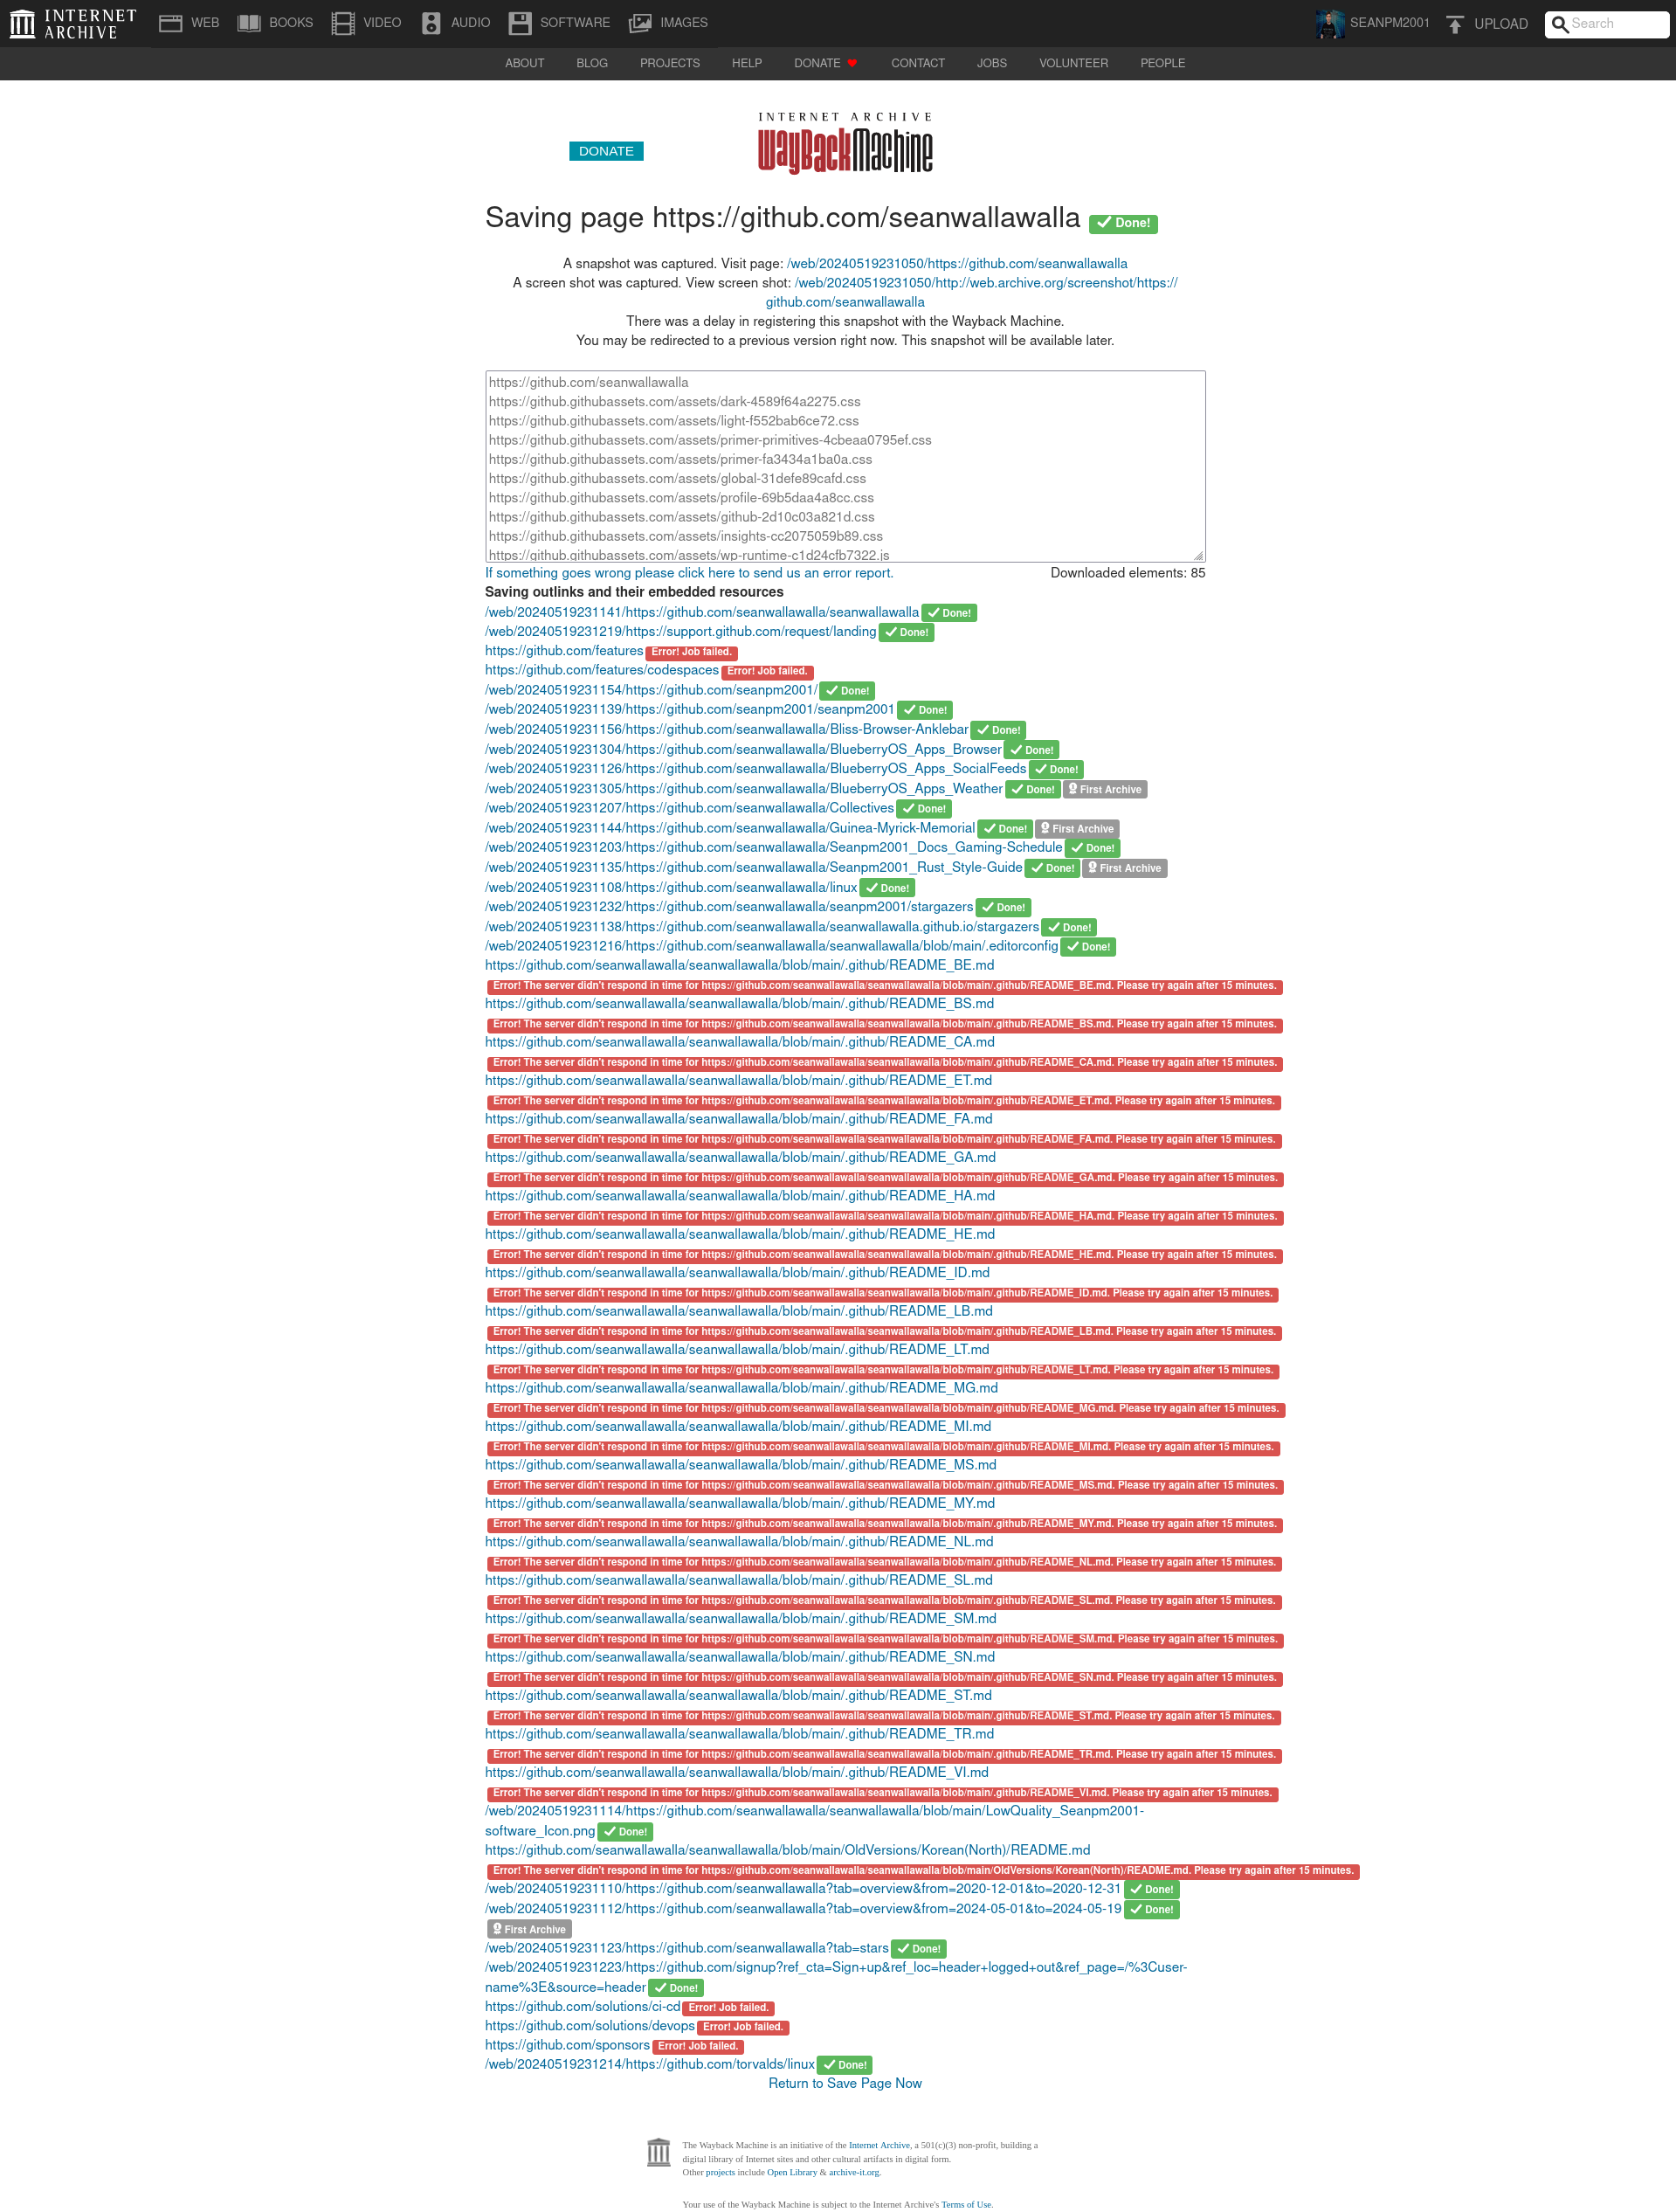 INTERNET ARCHIVE
WEB BOOKS VIDEO AUDIO SOFTWARE IMAGES SEANPM2001 UPLOAD Search
ABOUT BLOG PROJECTS HELP DONATE CONTACT JOBS VOLUNTEER PEOPLE
INTERNET ARCHIVE
DONATE WayBackMachine
Saving page https://github.com/seanwallawalla Done!
A snapshot was captured. Visit page: /web/20240519231050/https://github.com/seanwallawalla
A screen shot was captured. View screen shot: /web/20240519231050/http://web.archive.org/screenshot/https://
github.com/seanwallawalla
There was a delay in registering this snapshot with the Wayback Machine.
You may be redirected to a previous version right now. This snapshot will be available later.
https://github.com/seanwallawalla
https://github.githubassets.com/assets/dark-4589f64a2275.css
https://github.githubassets.com/assets/light-f552bab6ce72.css
https://github.githubassets.com/assets/primer-primitives-4cbeaa0795ef.css
https://github.githubassets.com/assets/primer-fa3434a1ba0a.css
https://github.githubassets.com/assets/global-31defe89cafd.css
https://github.githubassets.com/assets/profile-69b5daa4a8cc.css
https://github.githubassets.com/assets/github-2d10c03a821d.css
https://github.githubassets.com/assets/insights-cc2075059b89.css
https://github.githubassets.com/assets/wp-runtime-c1d24cfb7322.js
If something goes wrong please click here to send us an error report. Downloaded elements: 85
Saving outlinks and their embedded resources
/web/20240519231141/https://github.com/seanwallawalla/seanwallawalla Done!
/web/20240519231219/https://support.github.com/request/landing Done!
https://github.com/features Error! Job failed.
https://github.com/features/codespaces Error! Job failed.
/web/20240519231154/https://github.com/seanpm2001/ Done!
/web/20240519231139/https://github.com/seanpm2001/seanpm2001 Done!
/web/20240519231156/https://github.com/seanwallawalla/Bliss-Browser-Anklebar Done!
/web/20240519231304/https://github.com/seanwallawalla/BlueberryOS_Apps_Browser Done!
/web/20240519231126/https://github.com/seanwallawalla/BlueberryOS_Apps_SocialFeeds Done!
/web/20240519231305/https://github.com/seanwallawalla/BlueberryOS_Apps_Weather Done! First Archive
/web/20240519231207/https://github.com/seanwallawalla/Collectives Done!
/web/20240519231144/https://github.com/seanwallawalla/Guinea-Myrick-Memorial Done! First Archive
/web/20240519231203/https://github.com/seanwallawalla/Seanpm2001_Docs_Gaming-Schedule Done!
/web/20240519231135/https://github.com/seanwallawalla/Seanpm2001_Rust_Style-Guide Done! First Archive
/web/20240519231108/https://github.com/seanwallawalla/linux Done!
/web/20240519231232/https://github.com/seanwallawalla/seanpm2001/stargazers Done!
/web/20240519231138/https://github.com/seanwallawalla/seanwallawalla.github.io/stargazers Done!
/web/20240519231216/https://github.com/seanwallawalla/seanwallawalla/blob/main/.editorconfig Done!
https://github.com/seanwallawalla/seanwallawalla/blob/main/.github/README_BE.md
Error! The server didn't respond in time for https://github.com/seanwallawalla/seanwallawalla/blob/main/.github/README_BE.md. Please try again after 15 minutes.
https://github.com/seanwallawalla/seanwallawalla/blob/main/.github/README_BS.md
Error! The server didn't respond in time for https://github.com/seanwallawalla/seanwallawalla/blob/main/.github/README_BS.md. Please try again after 15 minutes.
https://github.com/seanwallawalla/seanwallawalla/blob/main/.github/README_CA.md
Error! The server didn't respond in time for https://github.com/seanwallawalla/seanwallawalla/blob/main/.github/README_CA.md. Please try again after 15 minutes.
https://github.com/seanwallawalla/seanwallawalla/blob/main/.github/README_ET.md
Error! The server didn't respond in time for https://github.com/seanwallawalla/seanwallawalla/blob/main/.github/README_ET.md. Please try again after 15 minutes.
https://github.com/seanwallawalla/seanwallawalla/blob/main/.github/README_FA.md
Error! The server didn't respond in time for https://github.com/seanwallawalla/seanwallawalla/blob/main/.github/README_FA.md. Please try again after 15 minutes.
https://github.com/seanwallawalla/seanwallawalla/blob/main/.github/README_GA.md
Error! The server didn't respond in time for https://github.com/seanwallawalla/seanwallawalla/blob/main/.github/README_GA.md. Please try again after 15 minutes.
https://github.com/seanwallawalla/seanwallawalla/blob/main/.github/README_HA.md
Error! The server didn't respond in time for https://github.com/seanwallawalla/seanwallawalla/blob/main/.github/README_HA.md. Please try again after 15 minutes.
https://github.com/seanwallawalla/seanwallawalla/blob/main/.github/README_HE.md
Error! The server didn't respond in time for https://github.com/seanwallawalla/seanwallawalla/blob/main/.github/README_HE.md. Please try again after 15 minutes.
https://github.com/seanwallawalla/seanwallawalla/blob/main/.github/README_ID.md
Error! The server didn't respond in time for https://github.com/seanwallawalla/seanwallawalla/blob/main/.github/README_ID.md. Please try again after 15 minutes.
https://github.com/seanwallawalla/seanwallawalla/blob/main/.github/README_LB.md
Error! The server didn't respond in time for https://github.com/seanwallawalla/seanwallawalla/blob/main/.github/README_LB.md. Please try again after 15 minutes.
https://github.com/seanwallawalla/seanwallawalla/blob/main/.github/README_LT.md
Error! The server didn't respond in time for https://github.com/seanwallawalla/seanwallawalla/blob/main/.github/README_LT.md. Please try again after 15 minutes.
https://github.com/seanwallawalla/seanwallawalla/blob/main/.github/README_MG.md
Error! The server didn't respond in time for https://github.com/seanwallawalla/seanwallawalla/blob/main/.github/README_MG.md. Please try again after 15 minutes.
https://github.com/seanwallawalla/seanwallawalla/blob/main/.github/README_MI.md
Error! The server didn't respond in time for https://github.com/seanwallawalla/seanwallawalla/blob/main/.github/README_MI.md. Please try again after 15 minutes.
https://github.com/seanwallawalla/seanwallawalla/blob/main/.github/README_MS.md
Error! The server didn't respond in time for https://github.com/seanwallawalla/seanwallawalla/blob/main/.github/README_MS.md. Please try again after 15 minutes.
https://github.com/seanwallawalla/seanwallawalla/blob/main/.github/README_MY.md
Error! The server didn't respond in time for https://github.com/seanwallawalla/seanwallawalla/blob/main/.github/README_MY.md. Please try again after 15 minutes.
https://github.com/seanwallawalla/seanwallawalla/blob/main/.github/README_NL.md
Error! The server didn't respond in time for https://github.com/seanwallawalla/seanwallawalla/blob/main/.github/README_NL.md. Please try again after 15 minutes.
https://github.com/seanwallawalla/seanwallawalla/blob/main/.github/README_SL.md
Error! The server didn't respond in time for https://github.com/seanwallawalla/seanwallawalla/blob/main/.github/README_SL.md. Please try again after 15 minutes.
https://github.com/seanwallawalla/seanwallawalla/blob/main/.github/README_SM.md
Error! The server didn't respond in time for https://github.com/seanwallawalla/seanwallawalla/blob/main/.github/README_SM.md. Please try again after 15 minutes.
https://github.com/seanwallawalla/seanwallawalla/blob/main/.github/README_SN.md
Error! The server didn't respond in time for https://github.com/seanwallawalla/seanwallawalla/blob/main/.github/README_SN.md. Please try again after 15 minutes.
https://github.com/seanwallawalla/seanwallawalla/blob/main/.github/README_ST.md
Error! The server didn't respond in time for https://github.com/seanwallawalla/seanwallawalla/blob/main/.github/README_ST.md. Please try again after 15 minutes.
https://github.com/seanwallawalla/seanwallawalla/blob/main/.github/README_TR.md
Error! The server didn't respond in time for https://github.com/seanwallawalla/seanwallawalla/blob/main/.github/README_TR.md. Please try again after 15 minutes.
https://github.com/seanwallawalla/seanwallawalla/blob/main/.github/README_VI.md
Error! The server didn't respond in time for https://github.com/seanwallawalla/seanwallawalla/blob/main/.github/README_VI.md. Please try again after 15 minutes.
/web/20240519231114/https://github.com/seanwallawalla/seanwallawalla/blob/main/LowQuality_Seanpm2001-
software_Icon.png Done!
https://github.com/seanwallawalla/seanwallawalla/blob/main/OldVersions/Korean(North)/README.md
Error! The server didn't respond in time for https://github.com/seanwallawalla/seanwallawalla/blob/main/OldVersions/Korean(North)/README.md. Please try again after 15 minutes.
/web/20240519231110/https://github.com/seanwallawalla?tab=overview&from=2020-12-01&to=2020-12-31 Done!
/web/20240519231112/https://github.com/seanwallawalla?tab=overview&from=2024-05-01&to=2024-05-19 Done!
First Archive
/web/20240519231123/https://github.com/seanwallawalla?tab=stars Done!
/web/20240519231223/https://github.com/signup?ref_cta=Sign+up&ref_loc=header+logged+out&ref_page=/%3Cuser-
name%3E&source=header Done!
https://github.com/solutions/ci-cd Error! Job failed.
https://github.com/solutions/devops Error! Job failed.
https://github.com/sponsors Error! Job failed.
/web/20240519231214/https://github.com/torvalds/linux Done!
Return to Save Page Now
The Wayback Machine is an initiative of the Internet Archive, a 501(c)(3) non-profit, building a
digital library of Internet sites and other cultural artifacts in digital form.
Other projects include Open Library & archive-it.org.
Your use of the Wayback Machine is subject to the Internet Archive's Terms of Use.